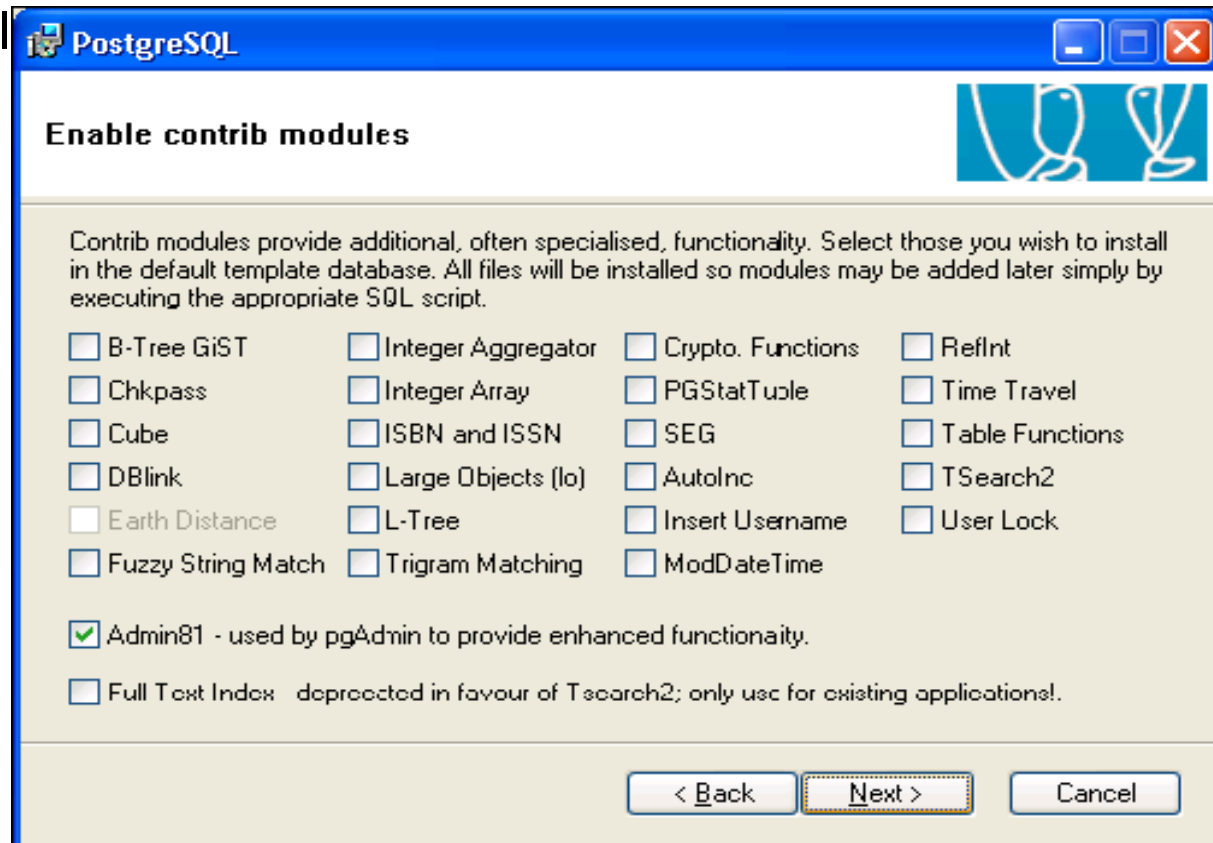 PostgreSQL
Enable contrib modules
Contrib modules provide additional, often specialised, functionality. Select those you wish to install
in the default template database. All files will be installed so modules may be added later simply by
executing the appropriate SQL script.
B-Tree GiST Integer Aggregator Crypto. Functions RefInt
Chkpass Integer Array PGStatTuple Time Travel
Cube ISBN and ISSN SEG Table Functions
DBlink Large Objects (lo) AutoInc TSearch2
Earth Distance L-Tree Insert Username User Lock
Fuzzy String Match Trigram Matching ModDateTime
Admin81 - used by pgAdmin to provide enhanced functionaity.
Full Text Index deprecated in favour of Tsearch2; only use for existing applications!.
< Back Next > Cancel